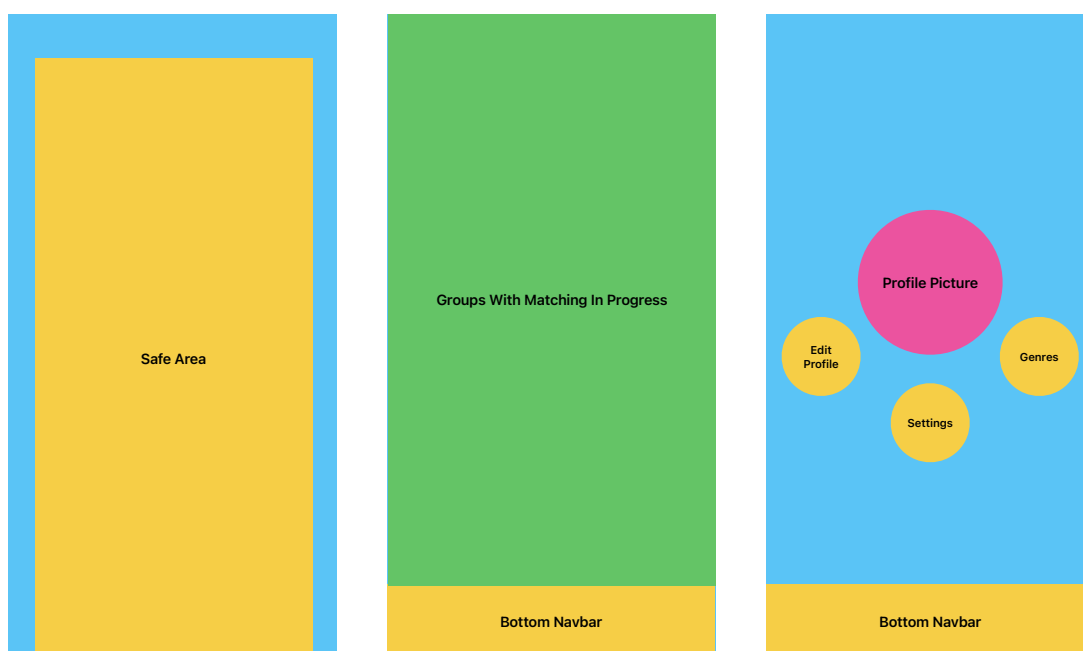 Safe Area
Groups With Matching In Progress
Bottom Navbar
Profile Picture
Edit
Profile
Genres
Settings
Bottom Navbar